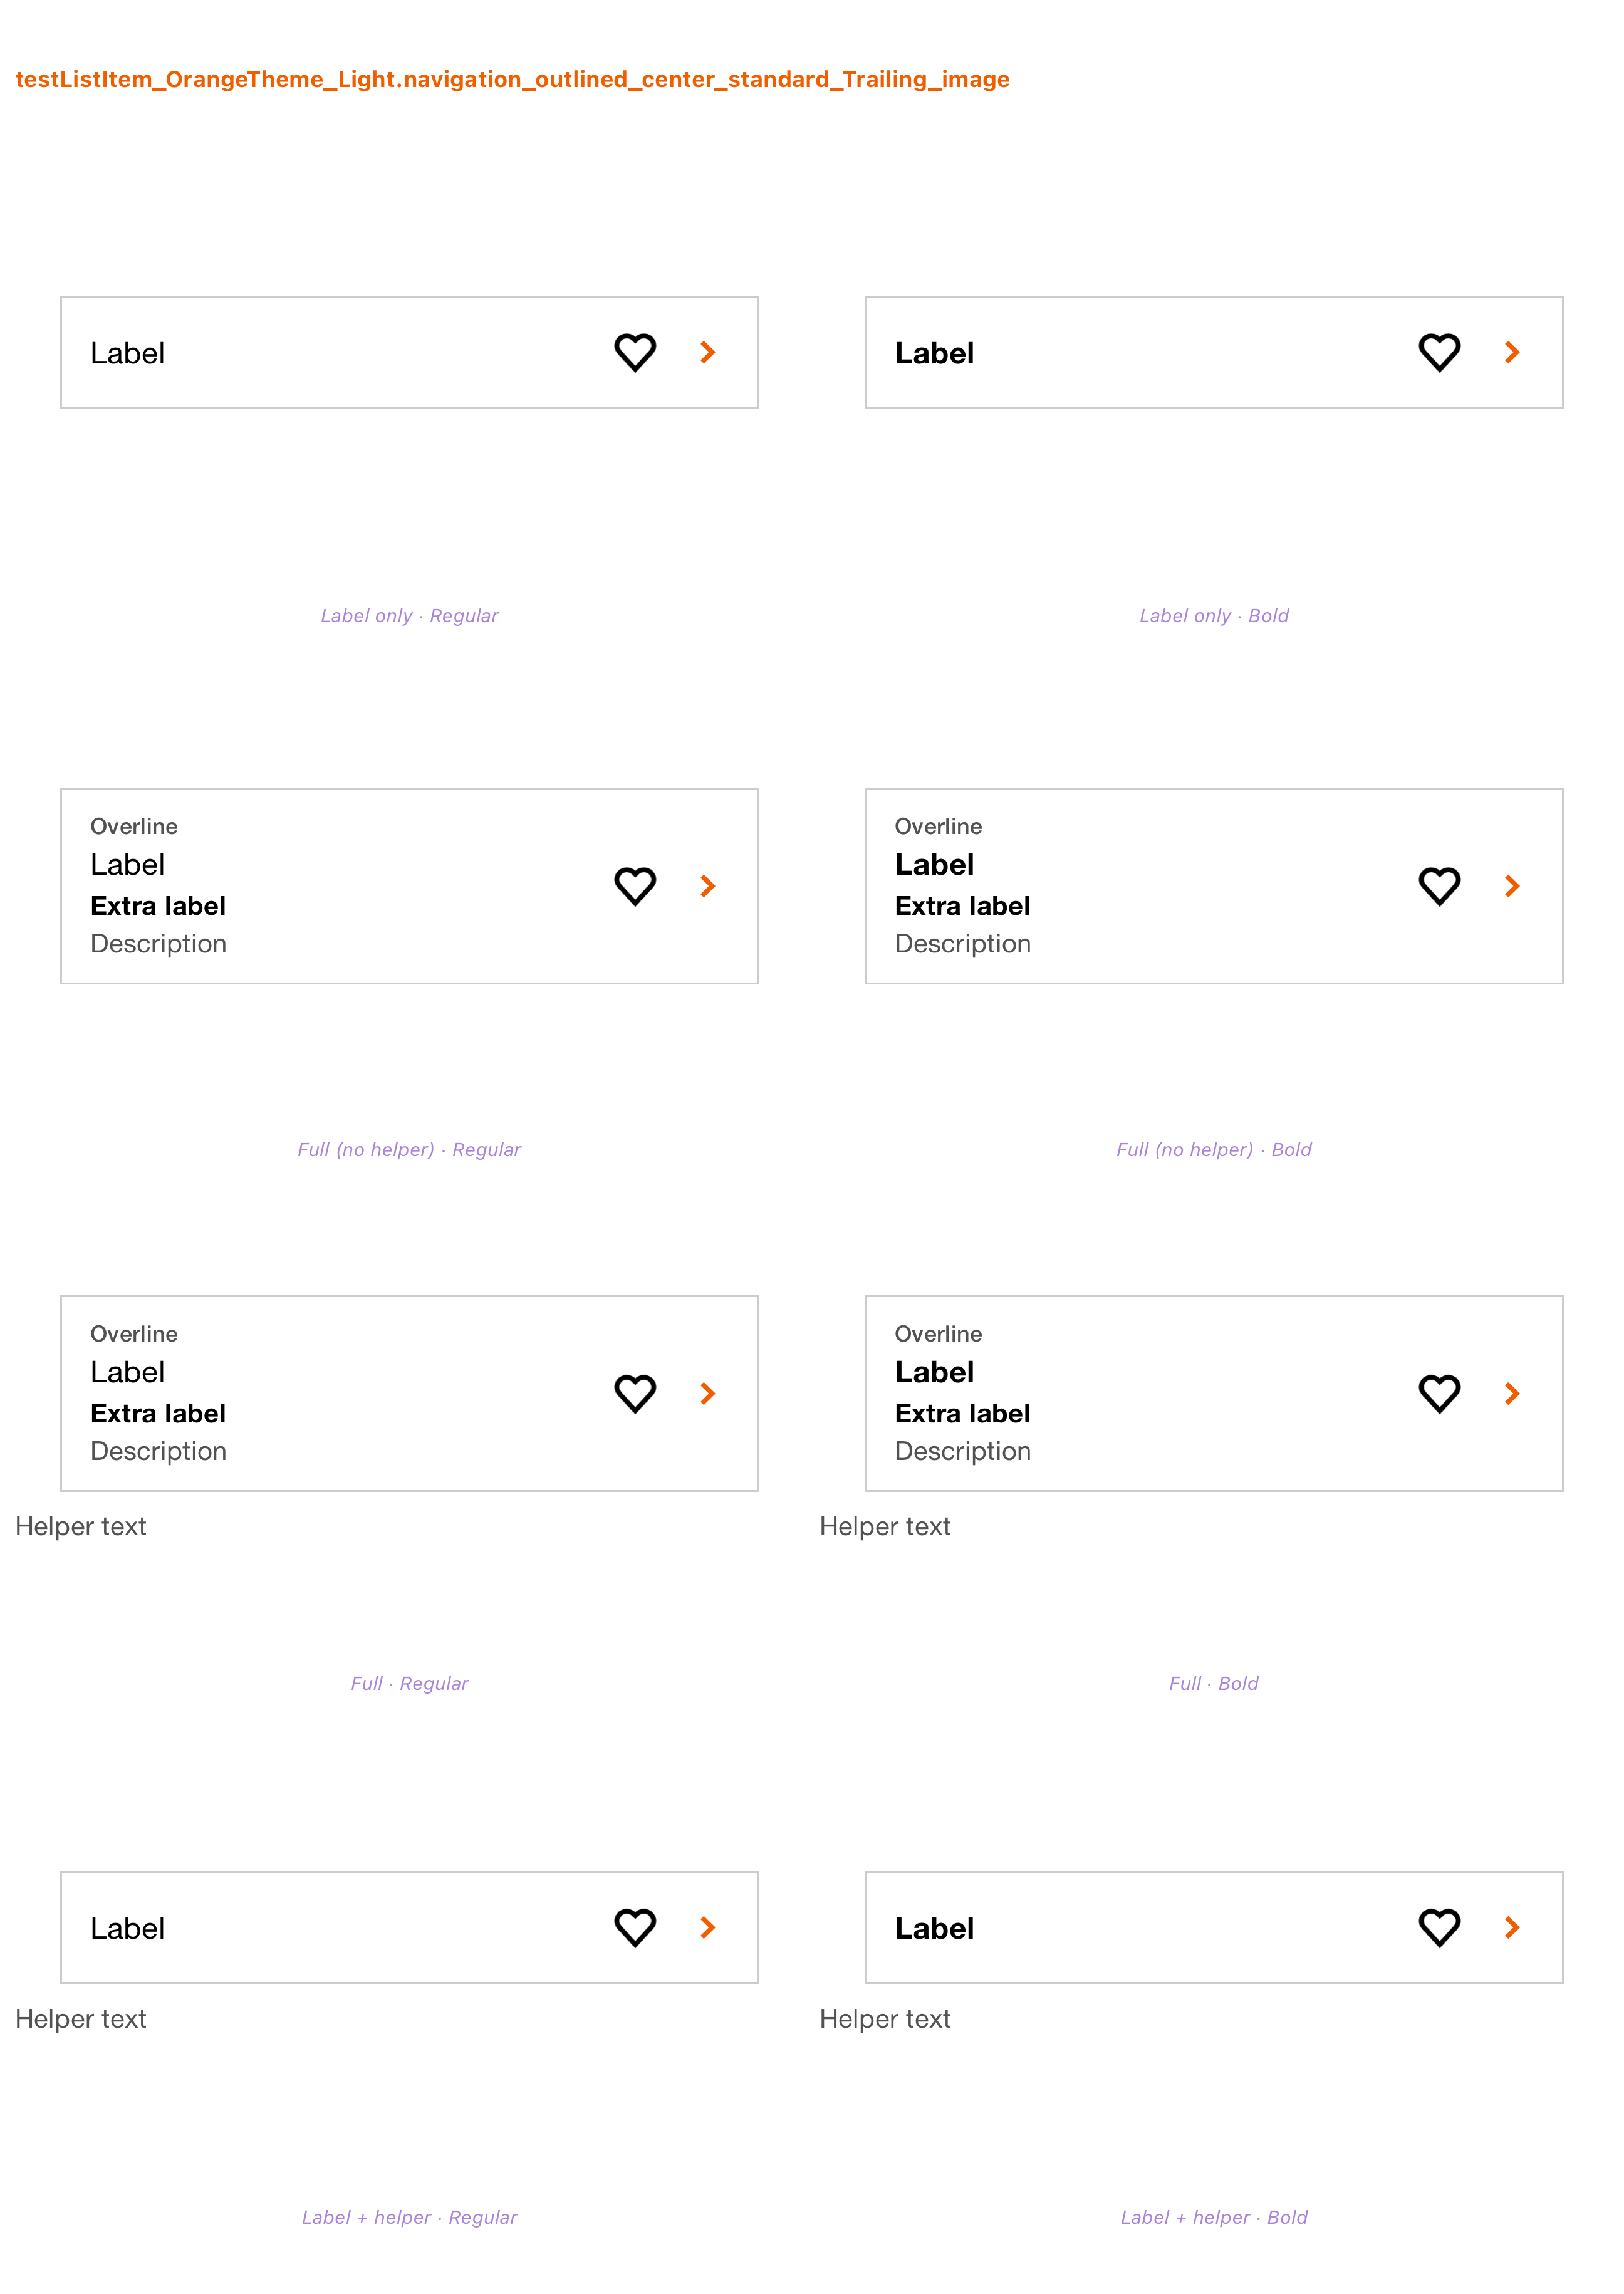 testListItem_OrangeTheme_Light.navigation_outlined_center_standard_Trailing_image
Label
Label
Label only · Regular
Label only · Bold
Overline
Label
Extra label
Description
Overline
Label
Extra label
Description
Full (no helper) · Regular
Full (no helper) · Bold
Overline
Label
Extra label
Description
Helper text
Overline
Label
Extra label
Description
Helper text
Full · Regular
Full · Bold
Label
Helper text
Label
Helper text
Label + helper · Regular
Label + helper · Bold